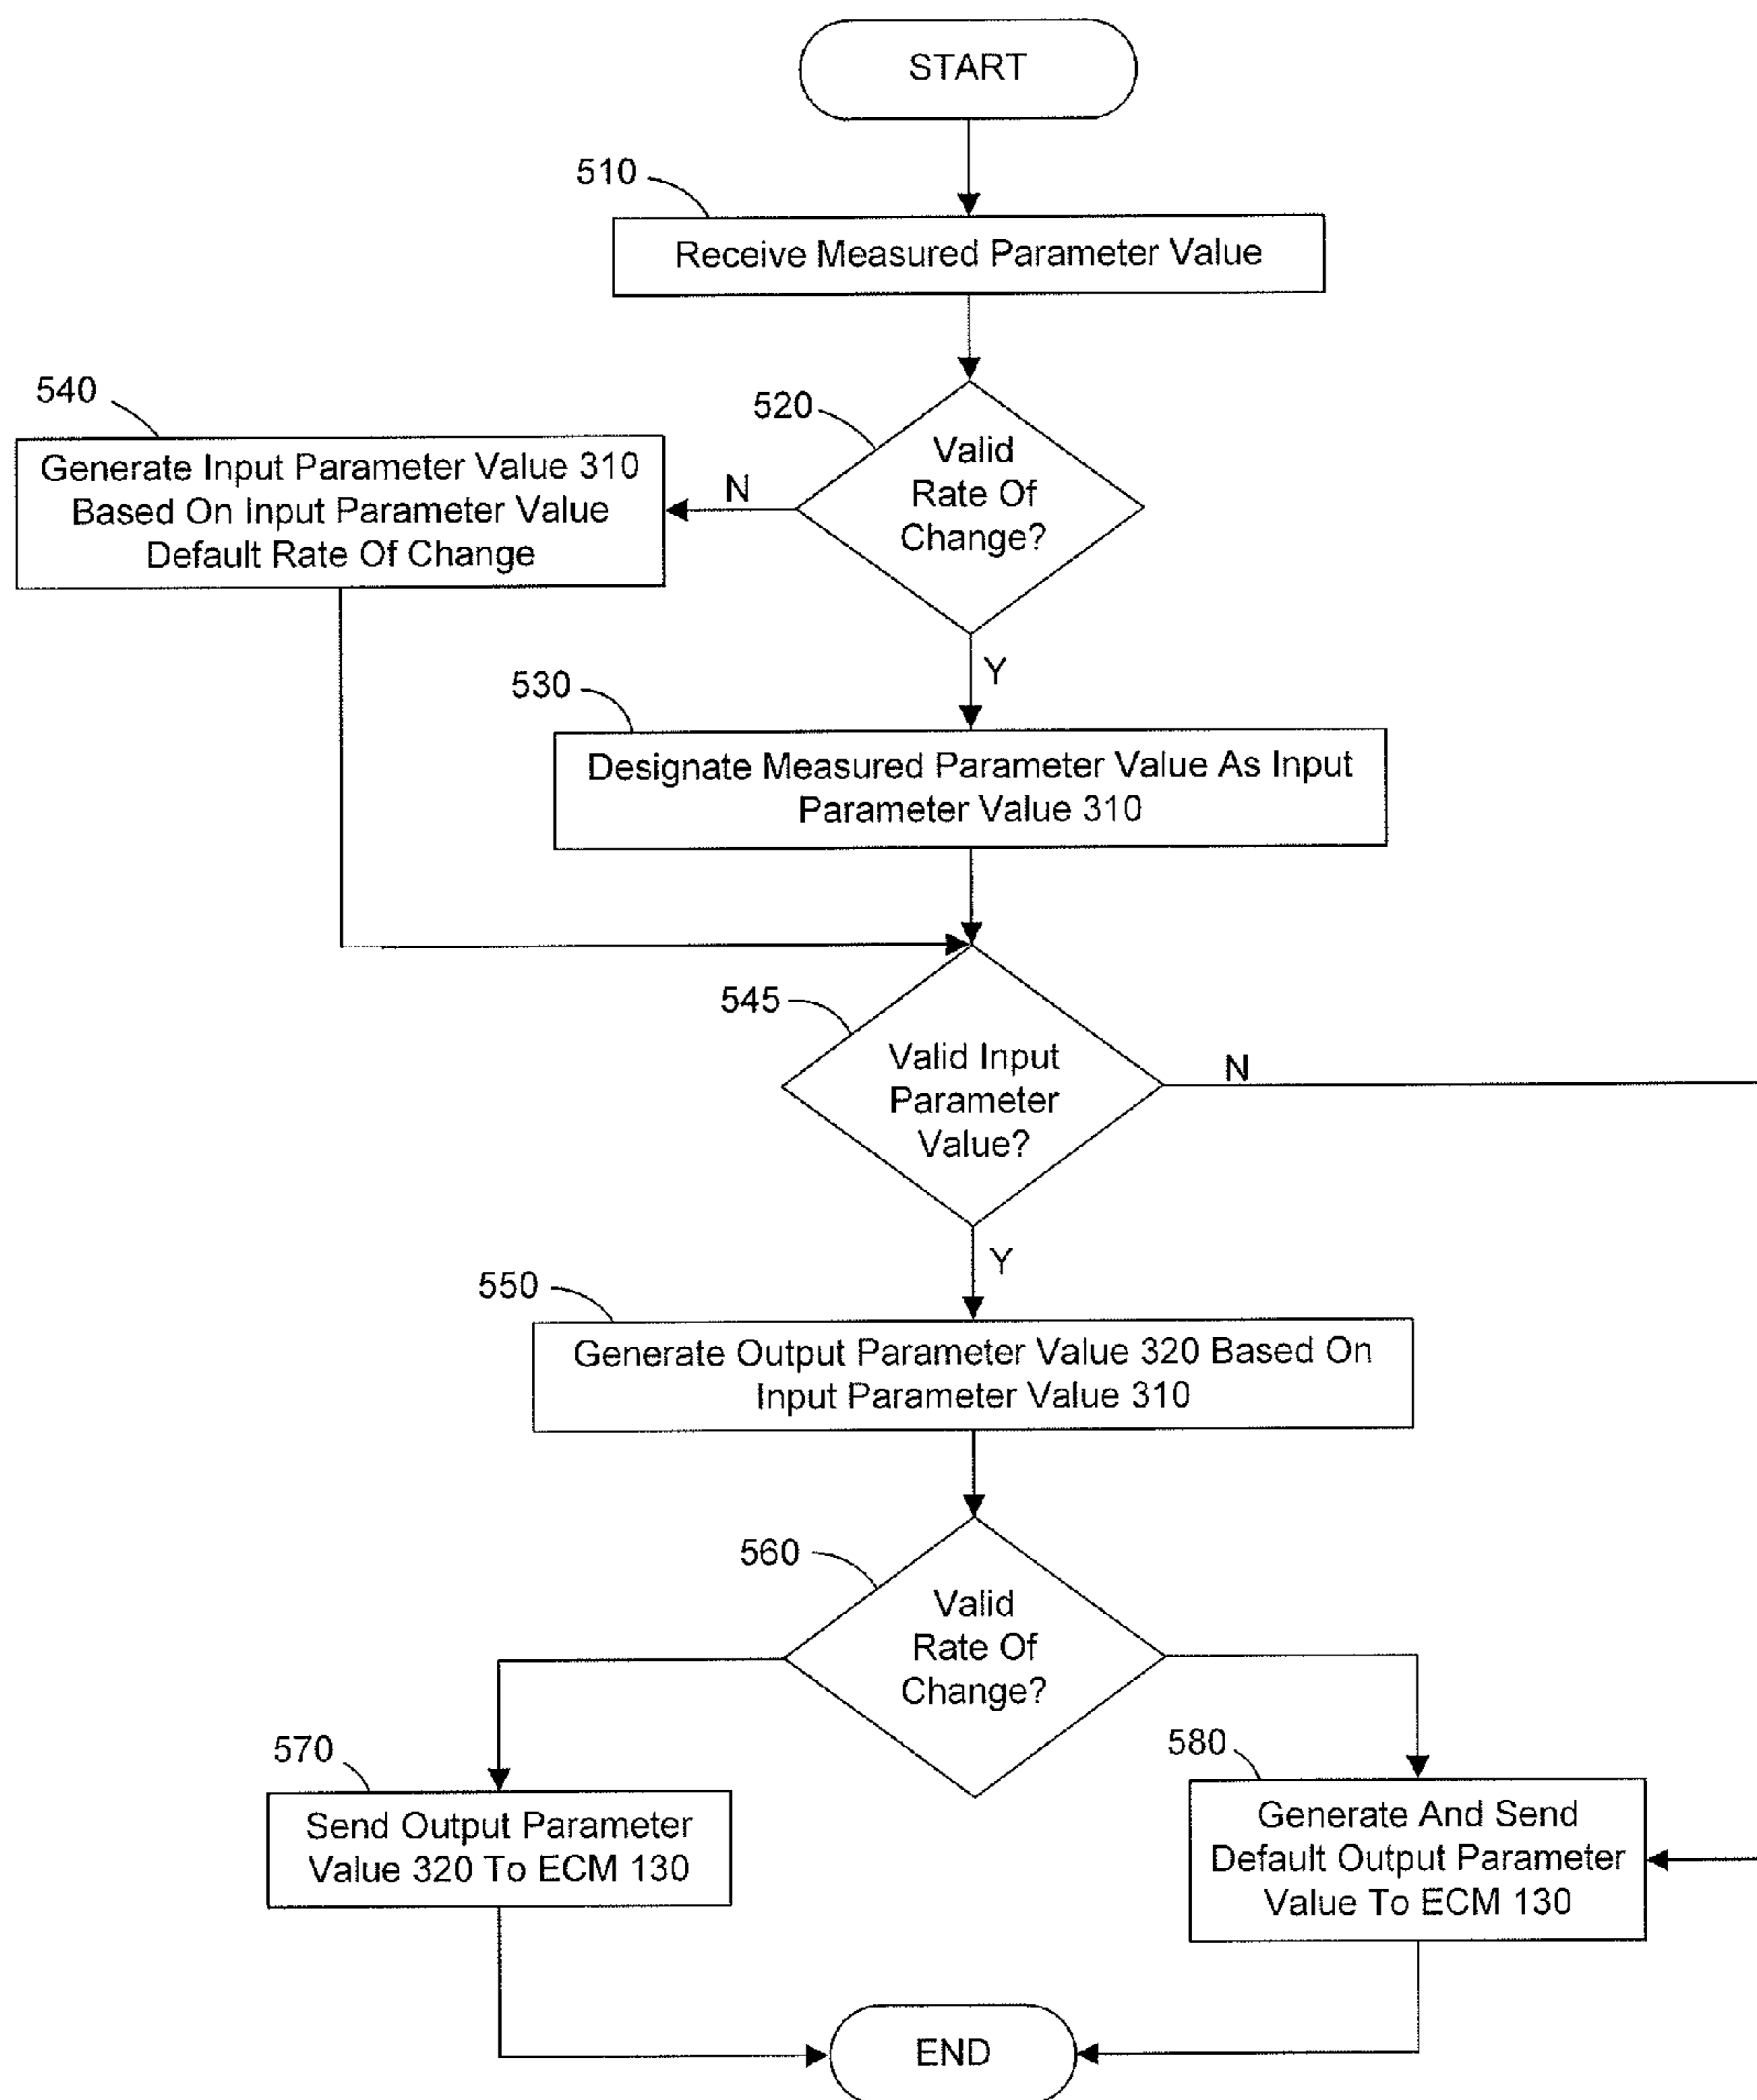 START
510
Receive Measured Parameter Value
540
520
Valid
Rate Of
Change?
N
Generate Input Parameter Value 310
Based On Input Parameter Value
Default Rate Of Change
Y
530
Designate Measured Parameter Value As Input
Parameter Value 310
545
Valid Input
Parameter
Value?
N
Y
550
Generate Output Parameter Value 320 Based On
Input Parameter Value 310
560
Valid
Rate Of
Change?
570
Send Output Parameter
Value 320 To ECM 130
580
Generate And Send
Default Output Parameter
Value To ECM 130
END